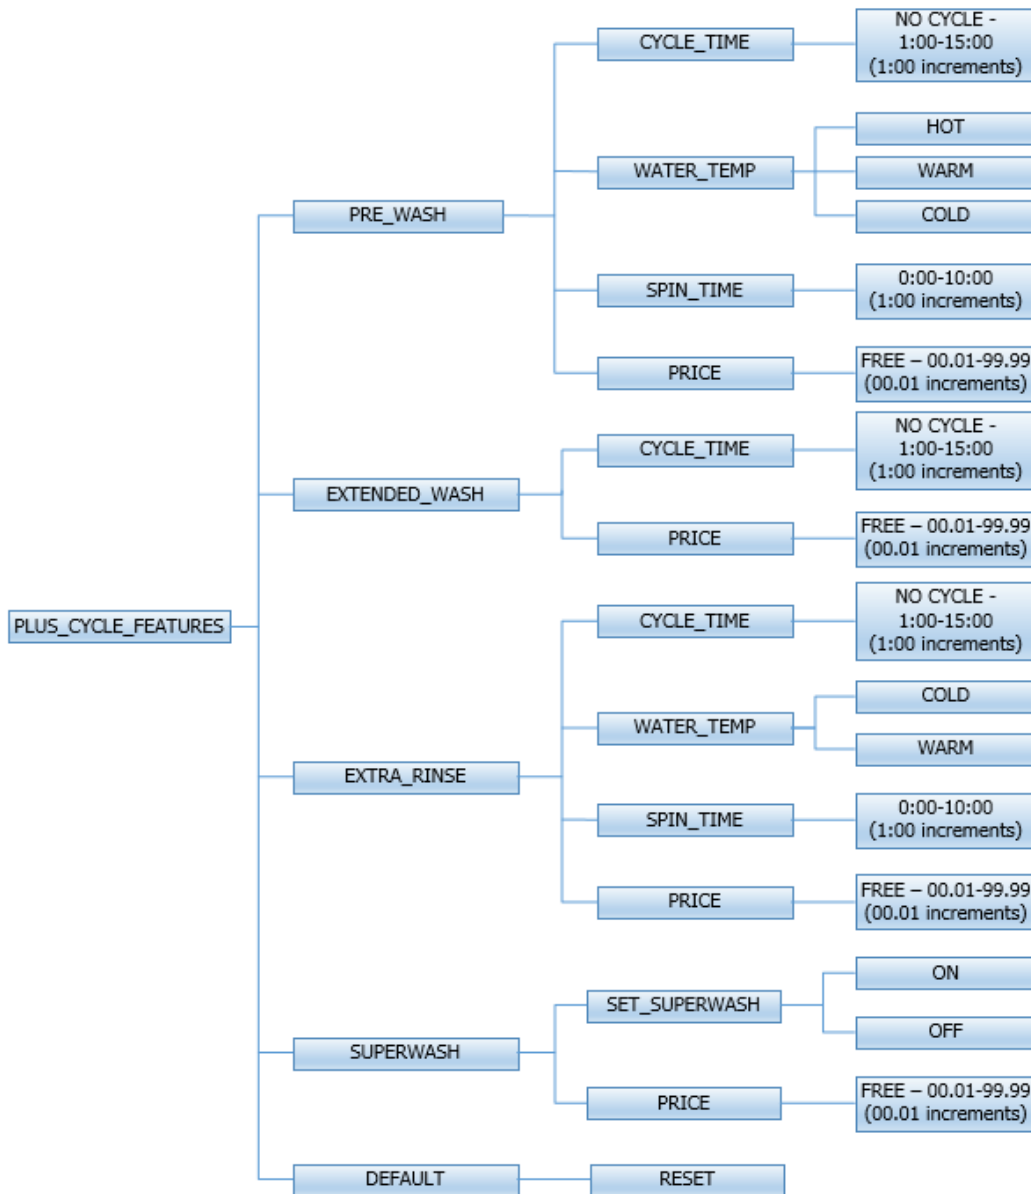 PLUS_CYCLE_FEATURES
PRE_WASH
CYCLE_TIME
NO CYCLE -
1:00-15:00
(1:00 increments)
WATER_TEMP
HOT
WARM
COLD
SPIN_TIME
0:00-10:00
(1:00 increments)
PRICE
FREE – 00.01-99.99
(00.01 increments)
EXTENDED_WASH
CYCLE_TIME
NO CYCLE -
1:00-15:00
(1:00 increments)
PRICE
FREE – 00.01-99.99
(00.01 increments)
EXTRA_RINSE
CYCLE_TIME
NO CYCLE -
1:00-15:00
(1:00 increments)
WATER_TEMP
COLD
WARM
SPIN_TIME
0:00-10:00
(1:00 increments)
PRICE
FREE – 00.01-99.99
(00.01 increments)
SUPERWASH
SET_SUPERWASH
ON
OFF
PRICE
FREE – 00.01-99.99
(00.01 increments)
DEFAULT
RESET